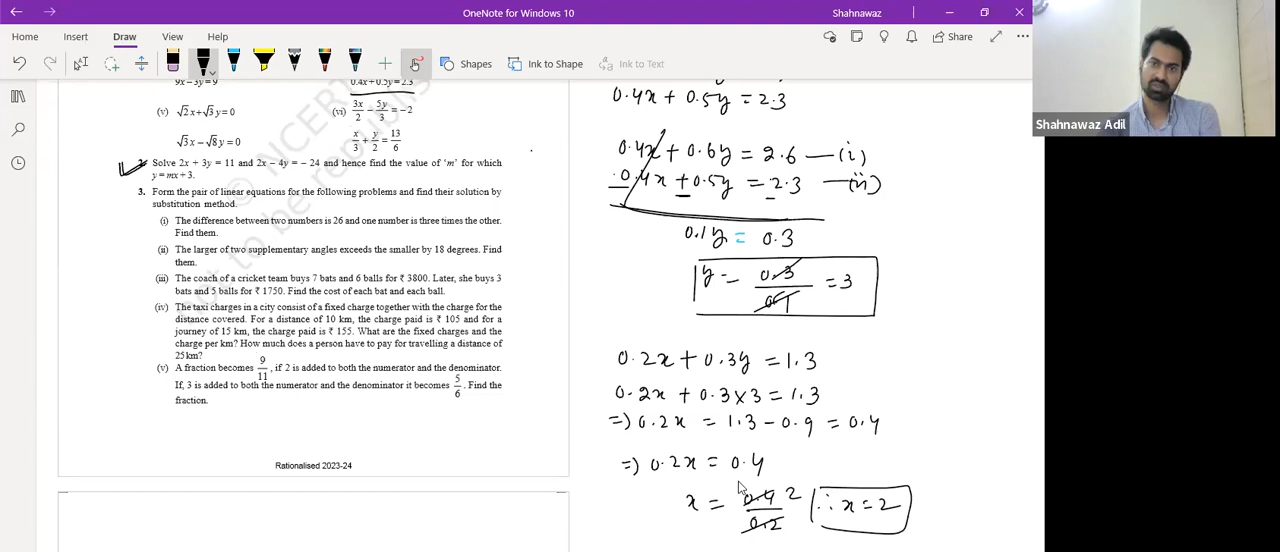 OneNote for Windows 10
Shahnawaz
Home Insert Draw View Help
Share
Shapes Ink to Shape Ink to Text
9x – 3y = 9
0.4x + 0.5y = 2.3
(v) √2 x + √3 y = 0
(vi) 3x/2 – 5y/3 = –2
√3 x – √8 y = 0
x/3 + y/2 = 13/6
Solve 2x + 3y = 11 and 2x – 4y = – 24 and hence find the value of 'm' for which
y = mx + 3.
3. Form the pair of linear equations for the following problems and find their solution by
substitution method.
(i) The difference between two numbers is 26 and one number is three times the other.
Find them.
(ii) The larger of two supplementary angles exceeds the smaller by 18 degrees. Find
them.
(iii) The coach of a cricket team buys 7 bats and 6 balls for ₹ 3800. Later, she buys 3
bats and 5 balls for ₹ 1750. Find the cost of each bat and each ball.
(iv) The taxi charges in a city consist of a fixed charge together with the charge for the
distance covered. For a distance of 10 km, the charge paid is ₹ 105 and for a
journey of 15 km, the charge paid is ₹ 155. What are the fixed charges and the
charge per km? How much does a person have to pay for travelling a distance of
25 km?
(v) A fraction becomes 9/11, if 2 is added to both the numerator and the denominator.
If, 3 is added to both the numerator and the denominator it becomes 5/6. Find the
fraction.
Rationalised 2023-24
© NCERT
not to be republished
0.4x + 0.5y = 2.3
0.4x + 0.6y = 2.6 —(i)
0.4x + 0.5y = 2.3 —(ii)
0.1y = 0.3
y = 0.3/0.1 = 3
0.2x + 0.3y = 1.3
0.2x + 0.3 × 3 = 1.3
=) 0.2x = 1.3 – 0.9 = 0.4
=) 0.2x = 0.4
x = 0.4/0.2 2 ∴ x = 2
Shahnawaz Adil